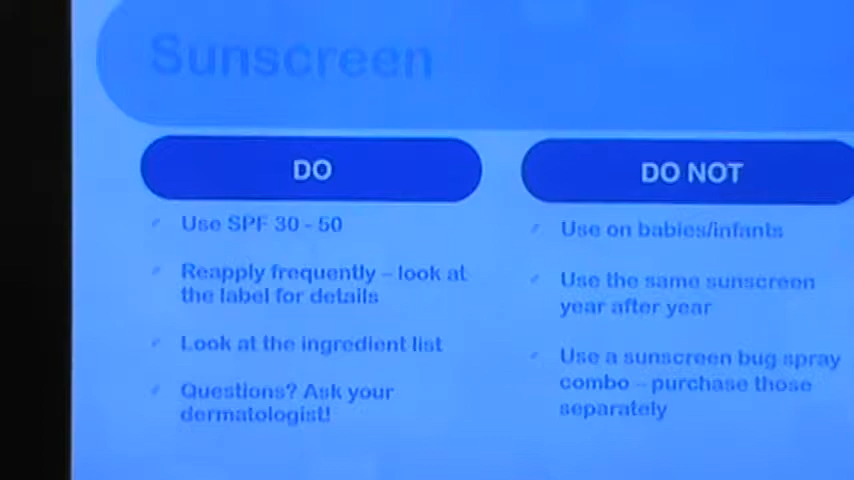 Sunscreen
DO
Use SPF 30 - 50
Reapply frequently – look at
the label for details
Look at the ingredient list
Questions? Ask your
dermatologist!
DO NOT
Use on babies/infants
Use the same sunscreen
year after year
Use a sunscreen bug spray
combo – purchase those
separately